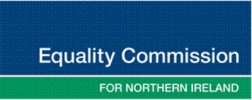 Equality Commission
FOR NORTHERN IRELAND